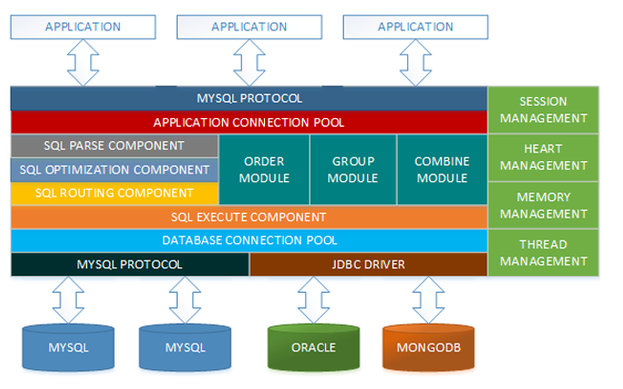 APPLICATION
APPLICATION
APPLICATION
MYSQL PROTOCOL
APPLICATION CONNECTION POOL
SQL PARSE COMPONENT
SQL OPTIMIZATION COMPONENT
SQL ROUTING COMPONENT
ORDER
MODULE
GROUP
MODULE
COMBINE
MODULE
SQL EXECUTE COMPONENT
DATABASE CONNECTION POOL
MYSQL PROTOCOL
JDBC DRIVER
SESSION
MANAGEMENT
HEART
MANAGEMENT
MEMORY
MANAGEMENT
THREAD
MANAGEMENT
MYSQL
MYSQL
ORACLE
MONGODB